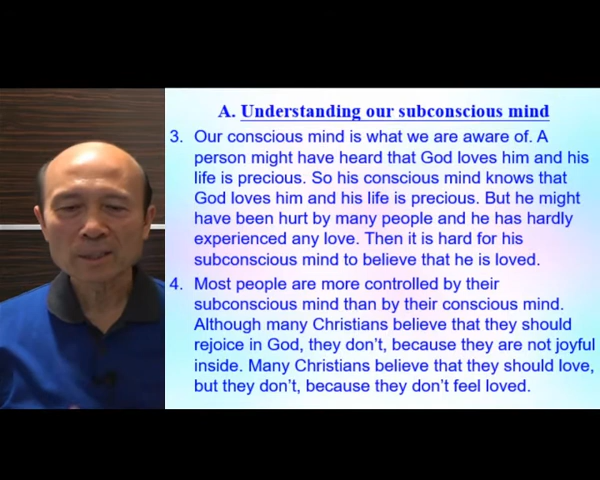 A. Understanding our subconscious mind
3. Our conscious mind is what we are aware of. A
person might have heard that God loves him and his
life is precious. So his conscious mind knows that
God loves him and his life is precious. But he might
have been hurt by many people and he has hardly
experienced any love. Then it is hard for his
subconscious mind to believe that he is loved.
4. Most people are more controlled by their
subconscious mind than by their conscious mind.
Although many Christians believe that they should
rejoice in God, they don’t, because they are not joyful
inside. Many Christians believe that they should love,
but they don’t, because they don’t feel loved.